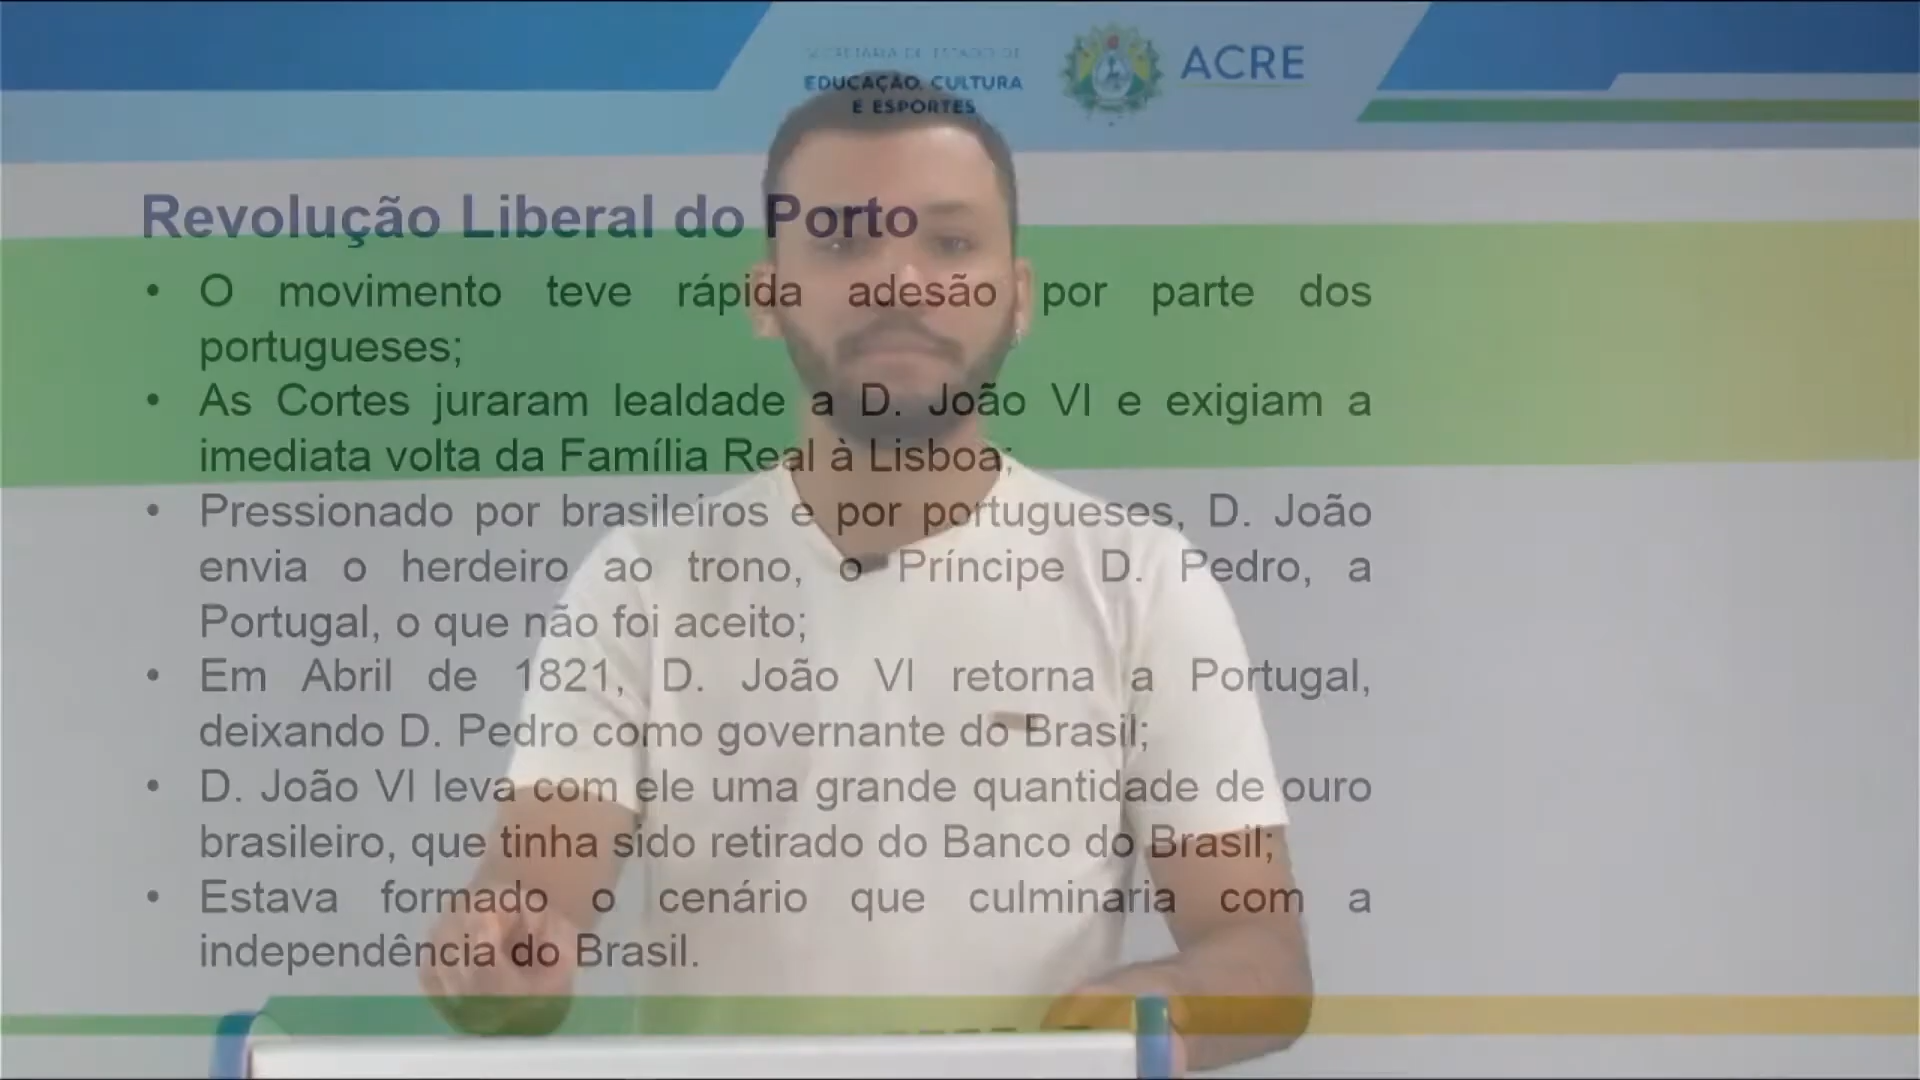 SECRETARIA DE ESTADO DE
EDUCAÇÃO, CULTURA
E ESPORTES
ACRE
Revolução Liberal do Porto
• O movimento teve rápida adesão por parte dos
portugueses;
• As Cortes juraram lealdade a D. João VI e exigiam a
imediata volta da Família Real à Lisboa;
• Pressionado por brasileiros e por portugueses, D. João
envia o herdeiro ao trono, o Príncipe D. Pedro, a
Portugal, o que não foi aceito;
• Em Abril de 1821, D. João VI retorna a Portugal,
deixando D. Pedro como governante do Brasil;
• D. João VI leva com ele uma grande quantidade de ouro
brasileiro, que tinha sido retirado do Banco do Brasil;
• Estava formado o cenário que culminaria com a
independência do Brasil.